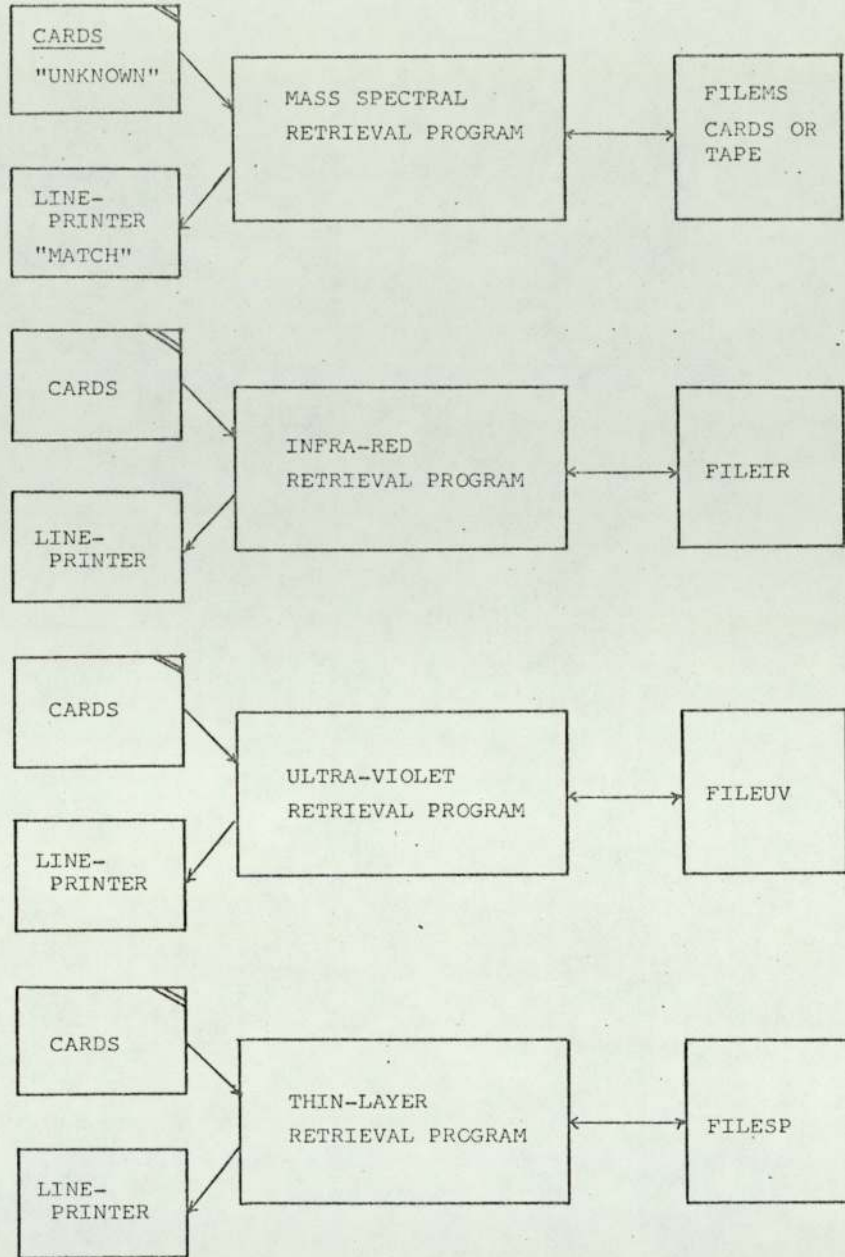 CARDS
"UNKNOWN"
MASS SPECTRAL
RETRIEVAL PROGRAM
FILEMS
CARDS OR
TAPE
LINE-
PRINTER
"MATCH"
CARDS
INFRA-RED
RETRIEVAL PROGRAM
FILEIR
LINE-
PRINTER
CARDS
ULTRA-VIOLET
RETRIEVAL PROGRAM
FILEUV
LINE-
PRINTER
CARDS
THIN-LAYER
RETRIEVAL PROGRAM
FILESP
LINE-
PRINTER